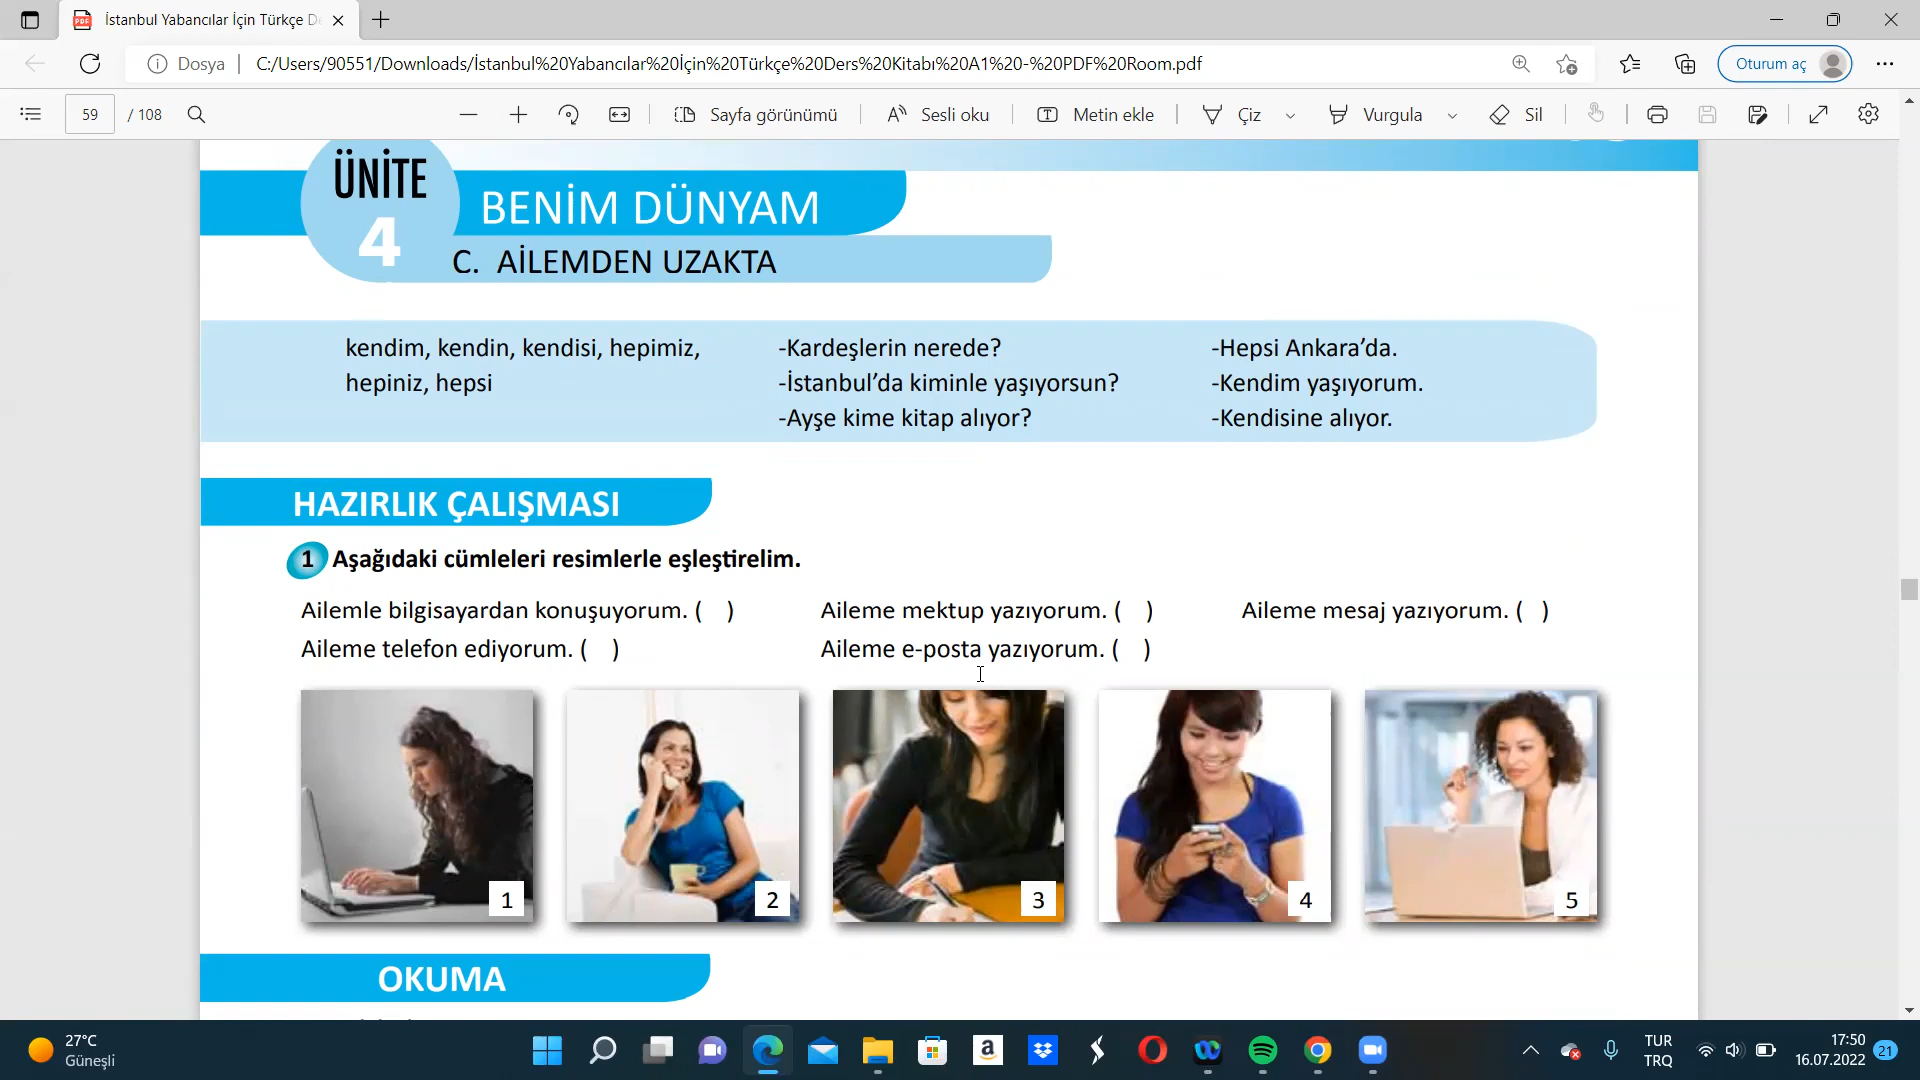 İstanbul Yabancılar İçin Türkçe De
Dosya
C:/Users/90551/Downloads/İstanbul%20Yabancılar%20İçin%20Türkçe%20Ders%20Kitabı%20A1%20-%20PDF%20Room.pdf
Oturum aç
59 / 108
Sayfa görünümü
Sesli oku
Metin ekle
Çiz
Vurgula
Sil
ÜNİTE
4
BENİM DÜNYAM
C. AİLEMDEN UZAKTA
kendim, kendin, kendisi, hepimiz,
hepiniz, hepsi
-Kardeşlerin nerede?
-İstanbul’da kiminle yaşıyorsun?
-Ayşe kime kitap alıyor?
-Hepsi Ankara’da.
-Kendim yaşıyorum.
-Kendisine alıyor.
HAZIRLIK ÇALIŞMASI
1 Aşağıdaki cümleleri resimlerle eşleştirelim.
Ailemle bilgisayardan konuşuyorum. ( ) Aileme mektup yazıyorum. ( ) Aileme mesaj yazıyorum. ( )
Aileme telefon ediyorum. ( ) Aileme e-posta yazıyorum. ( )
1
2
3
4
5
OKUMA
27°C
Güneşli
TUR
TRQ
17:50
16.07.2022
21